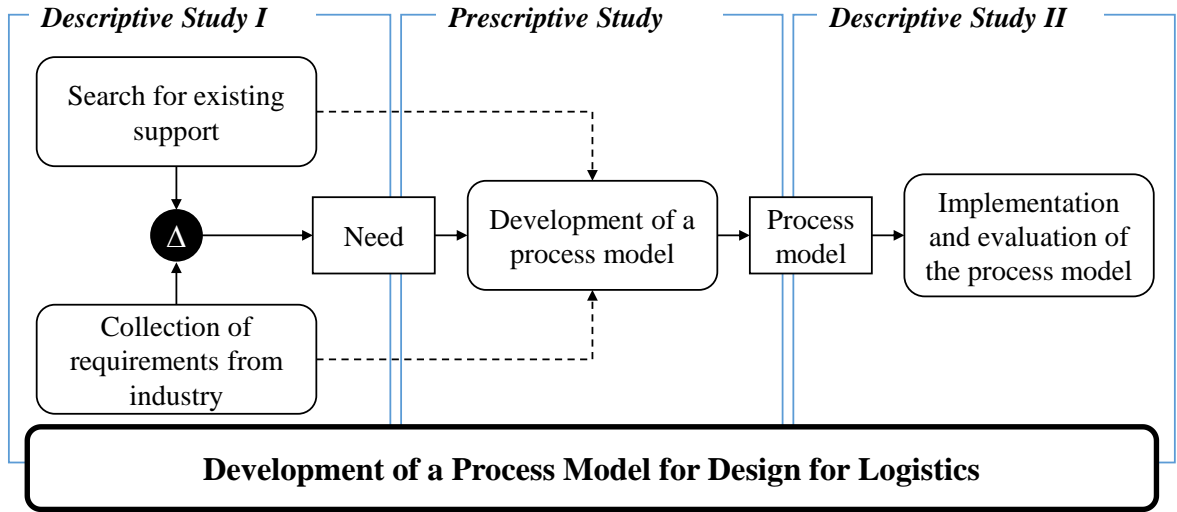 Descriptive Study I
Prescriptive Study
Descriptive Study II
Search for existing
support
Δ
Need
Development of a
process model
Process
model
Implementation
and evaluation of
the process model
Collection of
requirements from
industry
Development of a Process Model for Design for Logistics